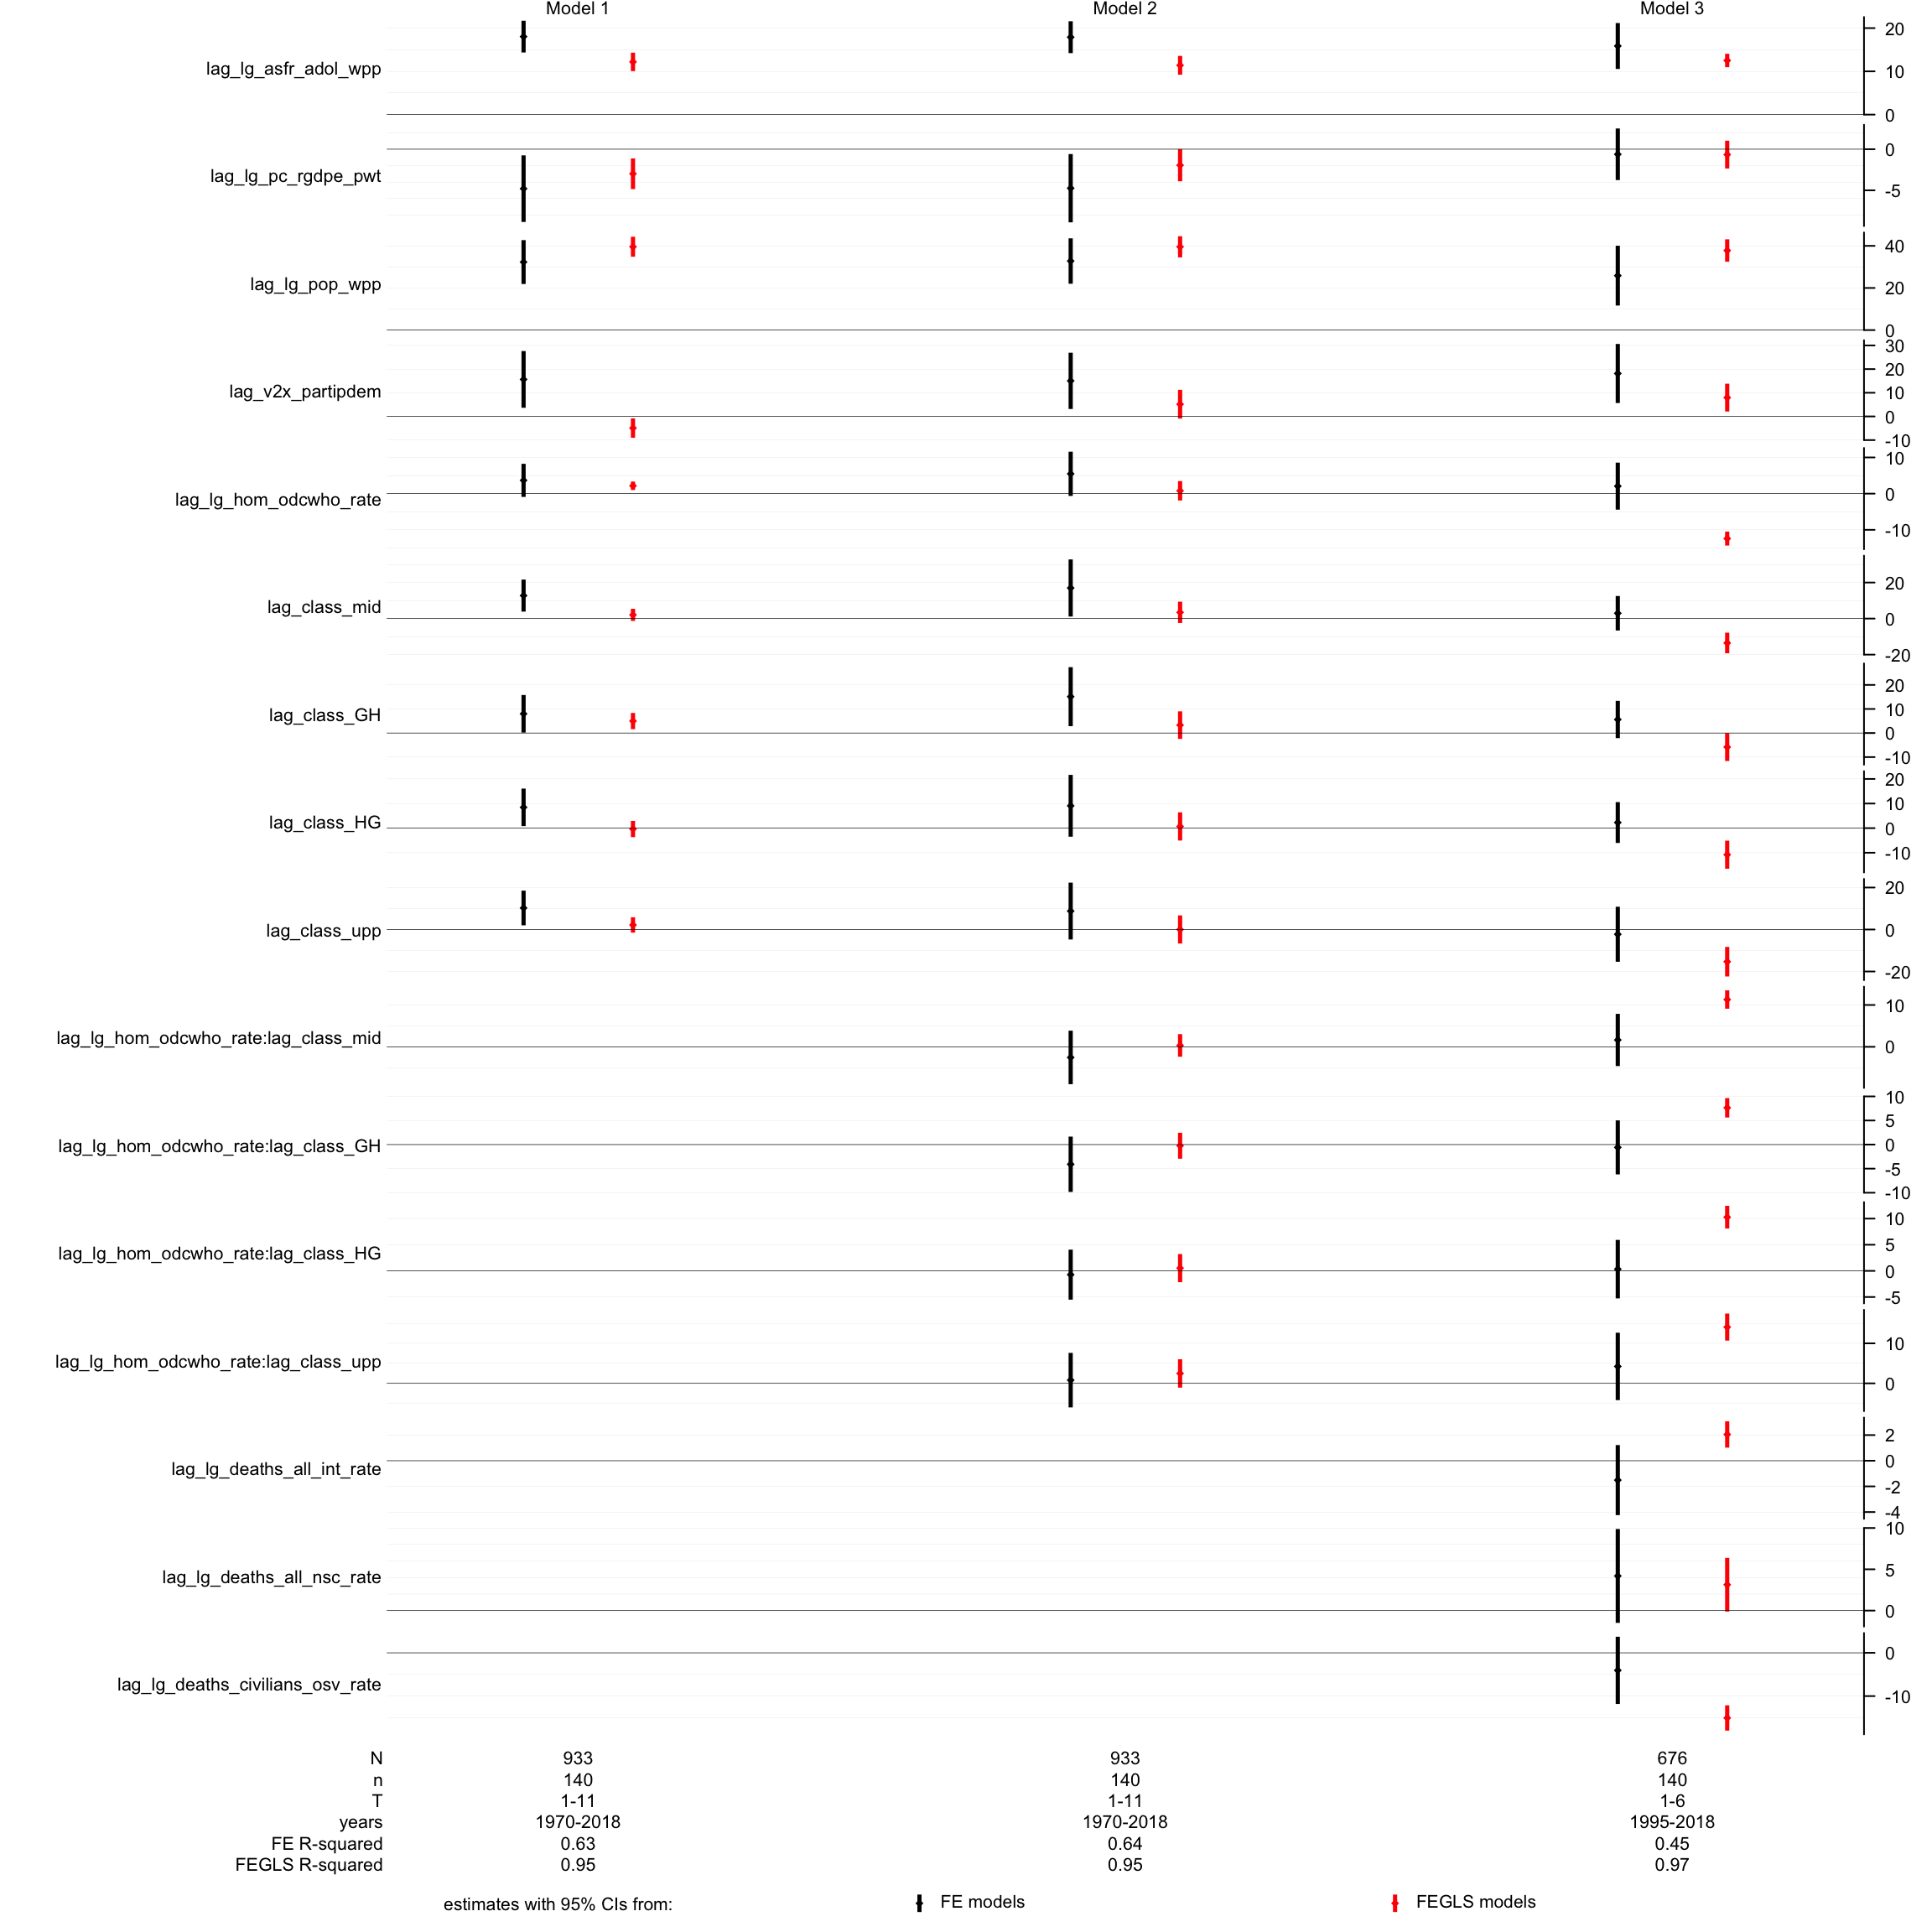 Model 1 Model 2 Model 3
lag_lg_asfr_adol_wpp
20
10
0
lag_lg_pc_rgdpe_pwt
0
-5
lag_lg_pop_wpp
40
20
0
lag_v2x_partipdem
30
20
10
0
-10
lag_lg_hom_odcwho_rate
10
0
-10
lag_class_mid
20
0
-20
lag_class_GH
20
10
0
-10
lag_class_HG
20
10
0
-10
lag_class_upp
20
0
-20
lag_lg_hom_odcwho_rate:lag_class_mid
10
0
lag_lg_hom_odcwho_rate:lag_class_GH
10
5
0
-5
-10
lag_lg_hom_odcwho_rate:lag_class_HG
10
5
0
-5
lag_lg_hom_odcwho_rate:lag_class_upp
10
0
lag_lg_deaths_all_int_rate
2
0
-2
-4
lag_lg_deaths_all_nsc_rate
10
5
0
lag_lg_deaths_civilians_osv_rate
0
-10
N 933 933 676
n 140 140 140
T 1-11 1-11 1-6
years 1970-2018 1970-2018 1995-2018
FE R-squared 0.63 0.64 0.45
FEGLS R-squared 0.95 0.95 0.97
estimates with 95% CIs from: FE models FEGLS models